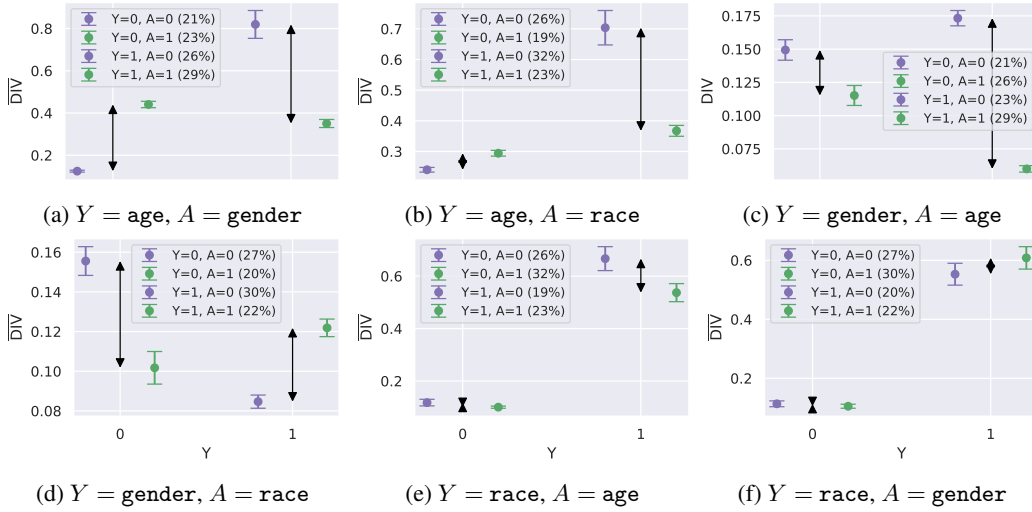 0.8
0.6
0.4
0.2
DIV
Y=0, A=0 (21%)
Y=0, A=1 (23%)
Y=1, A=0 (26%)
Y=1, A=1 (29%)
(a) Y = age, A = gender
0.7
0.6
0.5
0.4
0.3
DIV
Y=0, A=0 (26%)
Y=0, A=1 (19%)
Y=1, A=0 (32%)
Y=1, A=1 (23%)
(b) Y = age, A = race
0.175
0.150
0.125
0.100
0.075
DIV
Y=0, A=0 (21%)
Y=0, A=1 (26%)
Y=1, A=0 (23%)
Y=1, A=1 (29%)
(c) Y = gender, A = age
0.16
0.14
0.12
0.10
0.08
DIV
Y=0, A=0 (27%)
Y=0, A=1 (20%)
Y=1, A=0 (30%)
Y=1, A=1 (22%)
0 1
Y
(d) Y = gender, A = race
0.6
0.4
0.2
DIV
Y=0, A=0 (26%)
Y=0, A=1 (32%)
Y=1, A=0 (19%)
Y=1, A=1 (23%)
0 1
Y
(e) Y = race, A = age
0.6
0.4
0.2
DIV
Y=0, A=0 (27%)
Y=0, A=1 (30%)
Y=1, A=0 (20%)
Y=1, A=1 (22%)
0 1
Y
(f) Y = race, A = gender